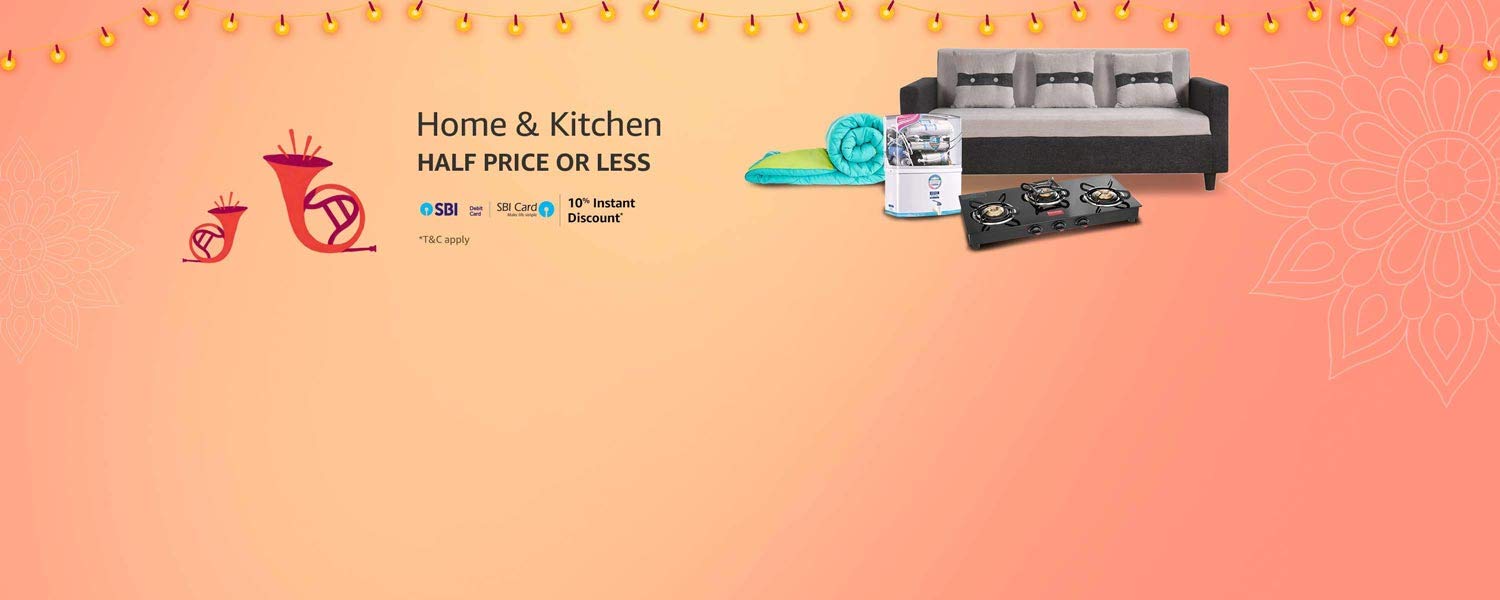 Home & Kitchen
HALF PRICE OR LESS
SBI Debit Card
SBI Card
Make life simple
10% Instant
Discount*
*T&C apply